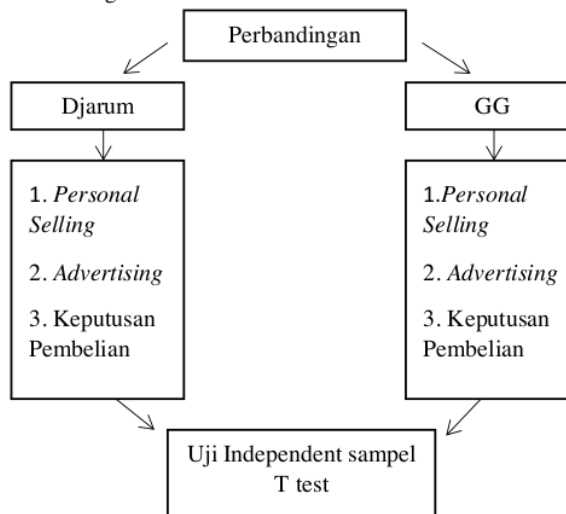 Perbandingan
Djarum
GG
1. Personal
Selling
2. Advertising
3. Keputusan
Pembelian
1.Personal
Selling
2. Advertising
3. Keputusan
Pembelian
Uji Independent sampel
T test